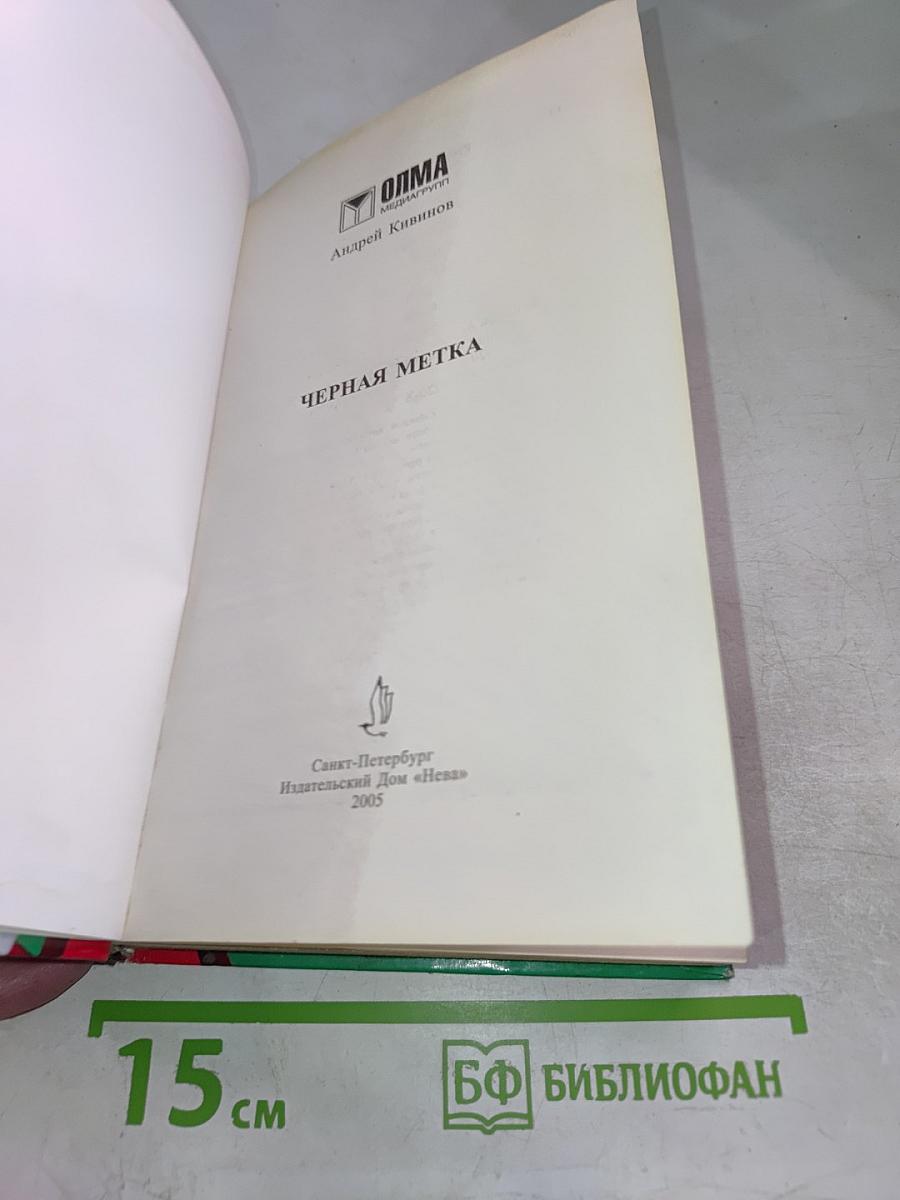 ОЛМА
МЕДИАГРУПП
Андрей Кивинов
ЧЕРНАЯ МЕТКА
Санкт-Петербург
Издательский Дом «Нева»
2005
15 см
БФ БИБЛИОФАН